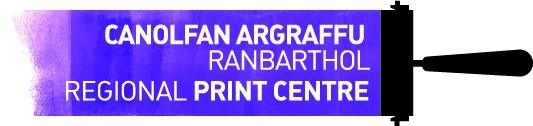 CANOLFAN ARGRAFFU
RANBARTHOL
REGIONAL PRINT CENTRE